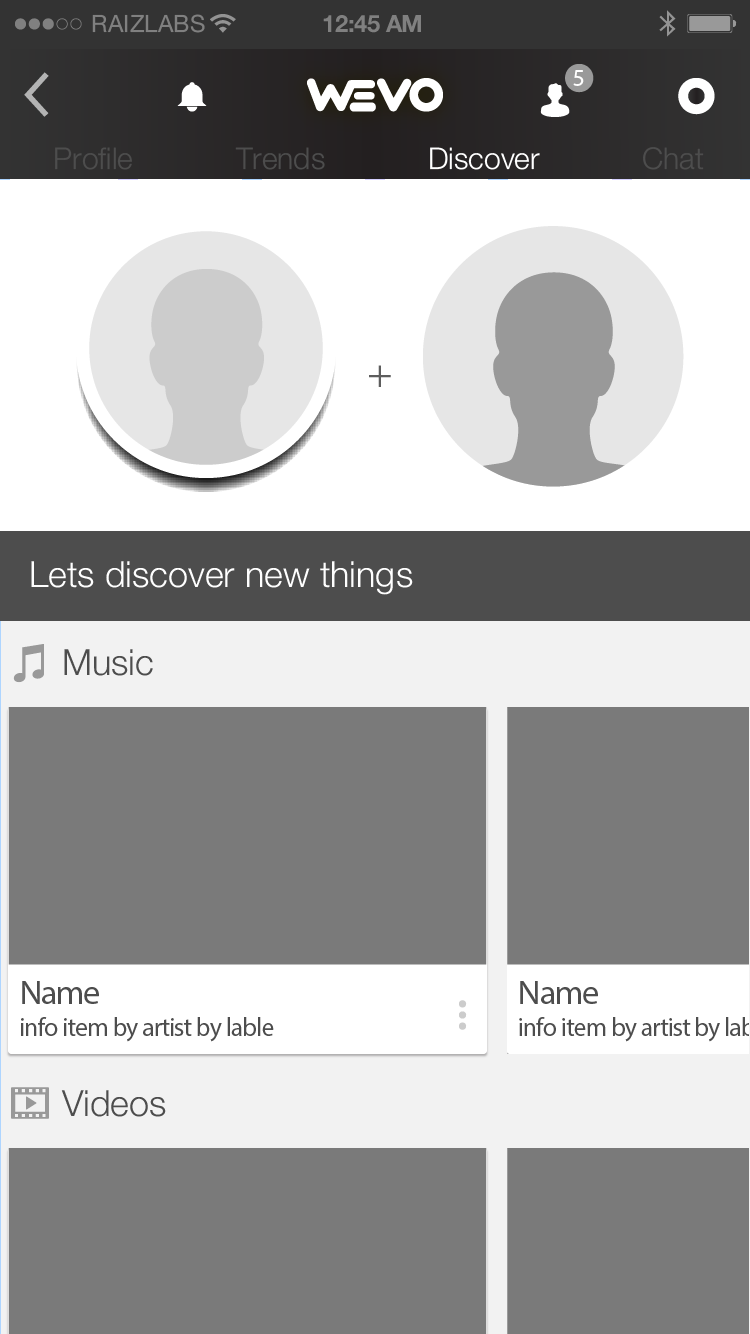 RAIZLABS 12:45 AM
WEVO 5
Profile Trends Discover Chat
+
Lets discover new things
Music
Name Name
info item by artist by lable info item by artist by lab
Videos